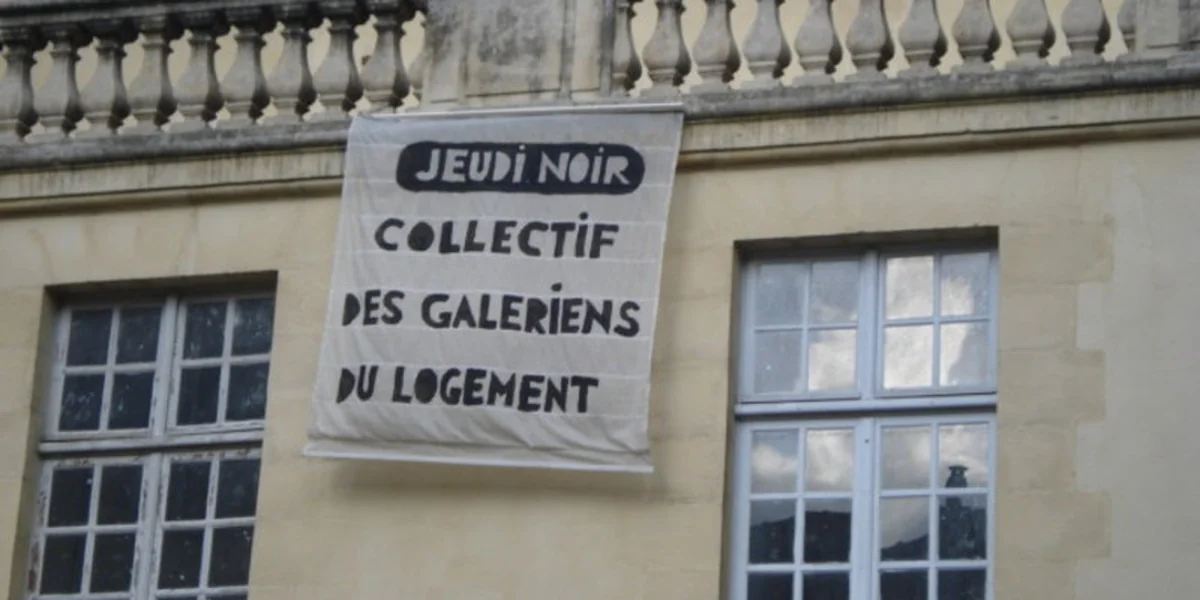 JEUDi NOiR
COLLECTiF
DES GALERiENS
DU LOGEMENT